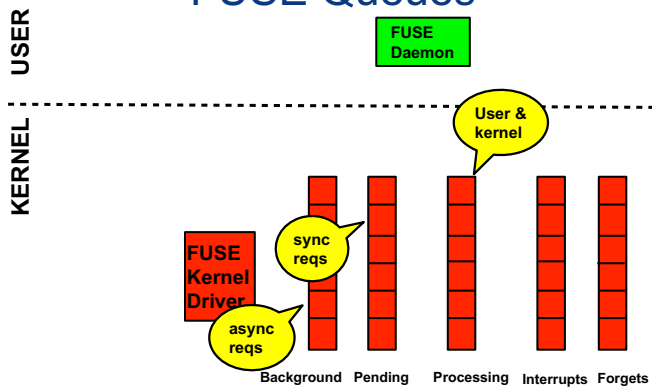 FUSE Queues
USER
FUSE
Daemon
KERNEL
User &
kernel
sync
reqs
FUSE
Kernel
Driver
async
reqs
Background Pending Processing Interrupts Forgets